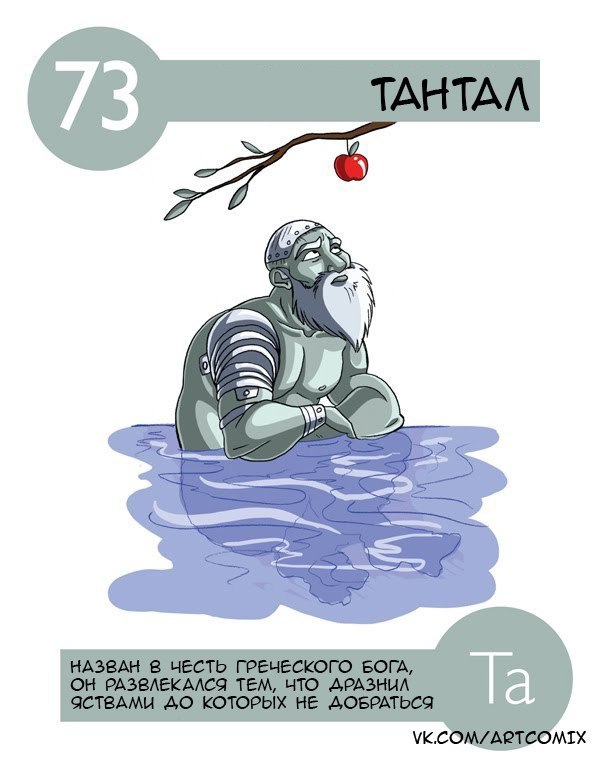 73
ТАНТАЛ
НАЗВАН В ЧЕСТЬ ГРЕЧЕСКОГО БОГА,
ОН РАЗВЛЕКАЛСЯ ТЕМ, ЧТО ДРАЗНИЛ
ЯСТВАМИ ДО КОТОРЫХ НЕ ДОБРАТЬСЯ
Ta
VK.COM/ARTCOMIX